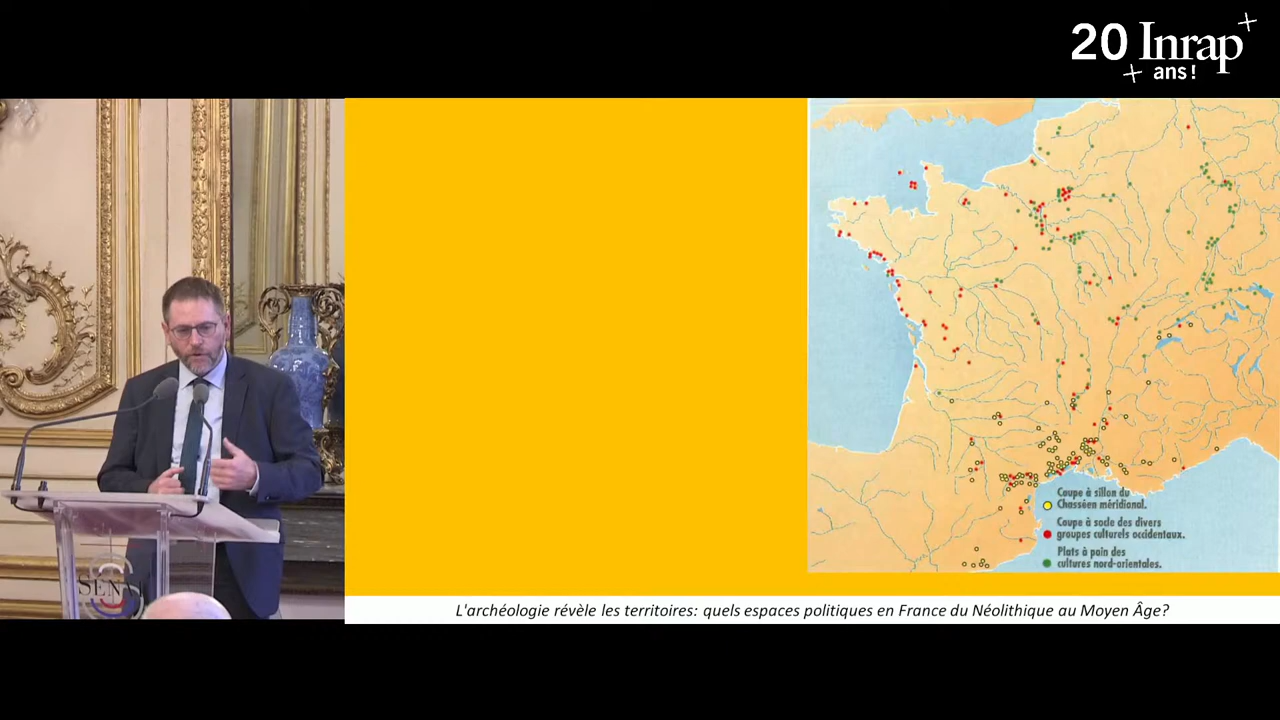 20 Inrap
ans!
SEN
Coupe à sillon du
Chasséen méridional.
Coupe à socle des divers
groupes culturels occidentaux.
Plats à pain des
cultures nord-orientales.
L'archéologie révèle les territoires: quels espaces politiques en France du Néolithique au Moyen Âge?